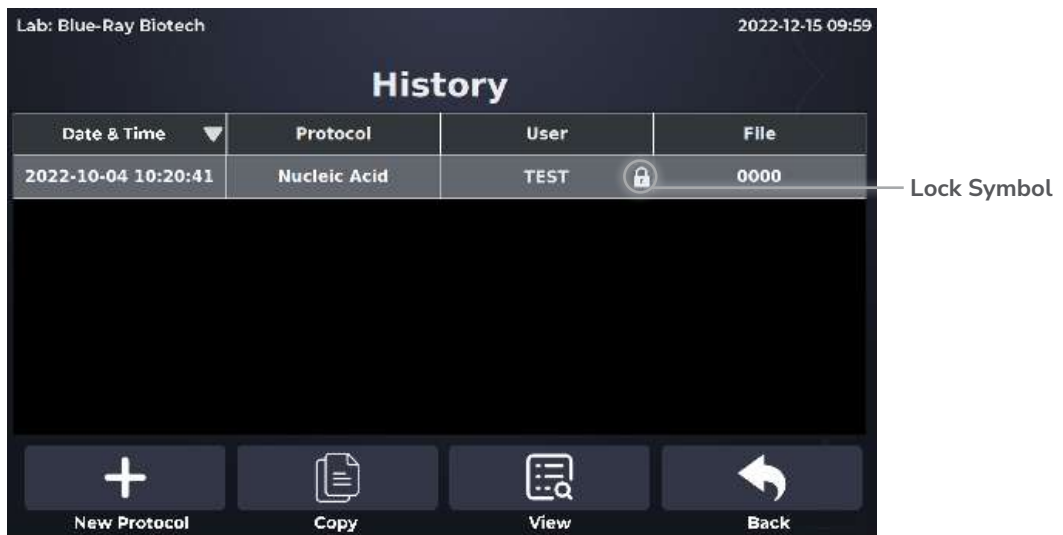 Lab: Blue-Ray Biotech 2022-12-15 09:59
History
Date & Time Protocol User File
2022-10-04 10:20:41 Nucleic Acid TEST 0000
Lock Symbol
New Protocol Copy View Back